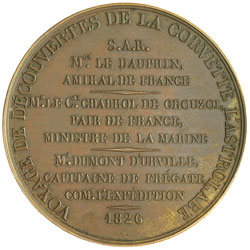 VOYAGE DE DÉCOUVERTES DE LA CORVETTE L'ASTROLABE
S.A.R.
MGR. LE DAUPHIN,
AMIRAL DE FRANCE
MR. LE CTE. CHABROL DE CROUZOL
PAIR DE FRANCE,
MINISTRE DE LA MARINE
MR. DUMONT D'URVILLE,
CAPITAINE DE FRÉGATE
COMT. L'EXPÉDITION
1826